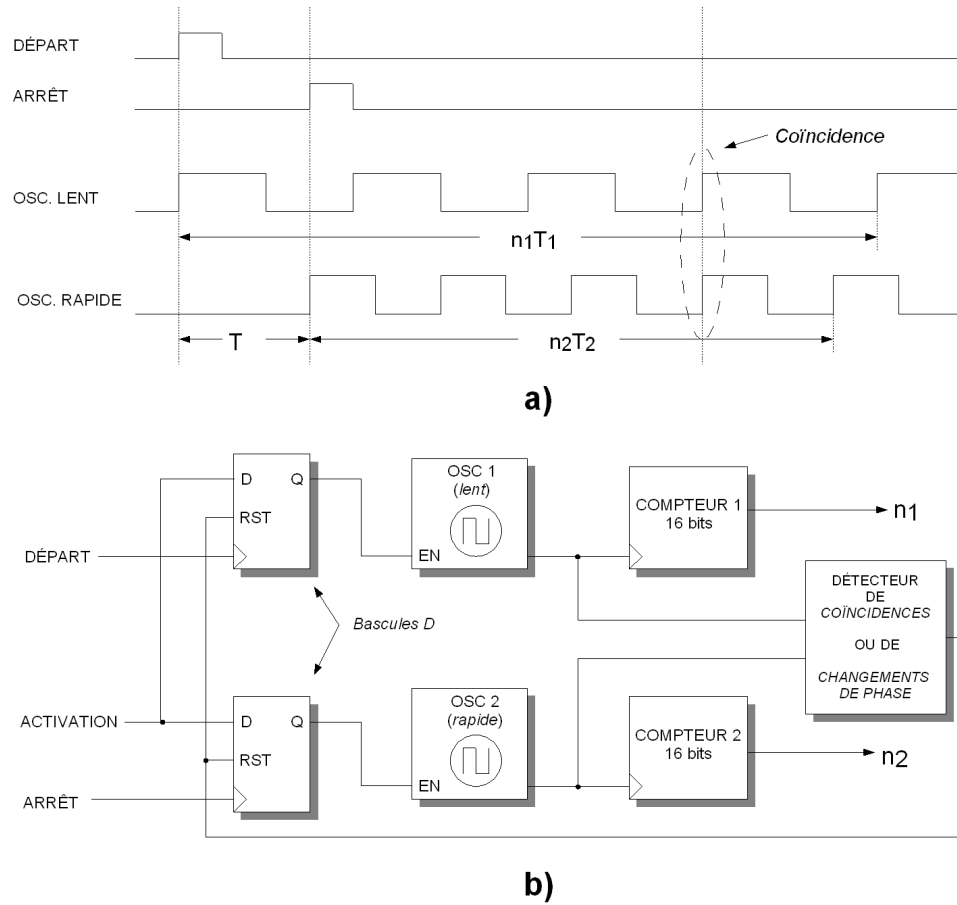 DÉPART
ARRÊT
Coïncidence
OSC. LENT
n1T1
OSC. RAPIDE
T
n2T2
a)
D Q
RST
DÉPART
OSC 1
(lent)
EN
COMPTEUR 1
16 bits
n1
Bascules D
DÉTECTEUR
DE
COÏNCIDENCES
OU DE
CHANGEMENTS
DE PHASE
ACTIVATION
D Q
RST
ARRÊT
OSC 2
(rapide)
EN
COMPTEUR 2
16 bits
n2
b)